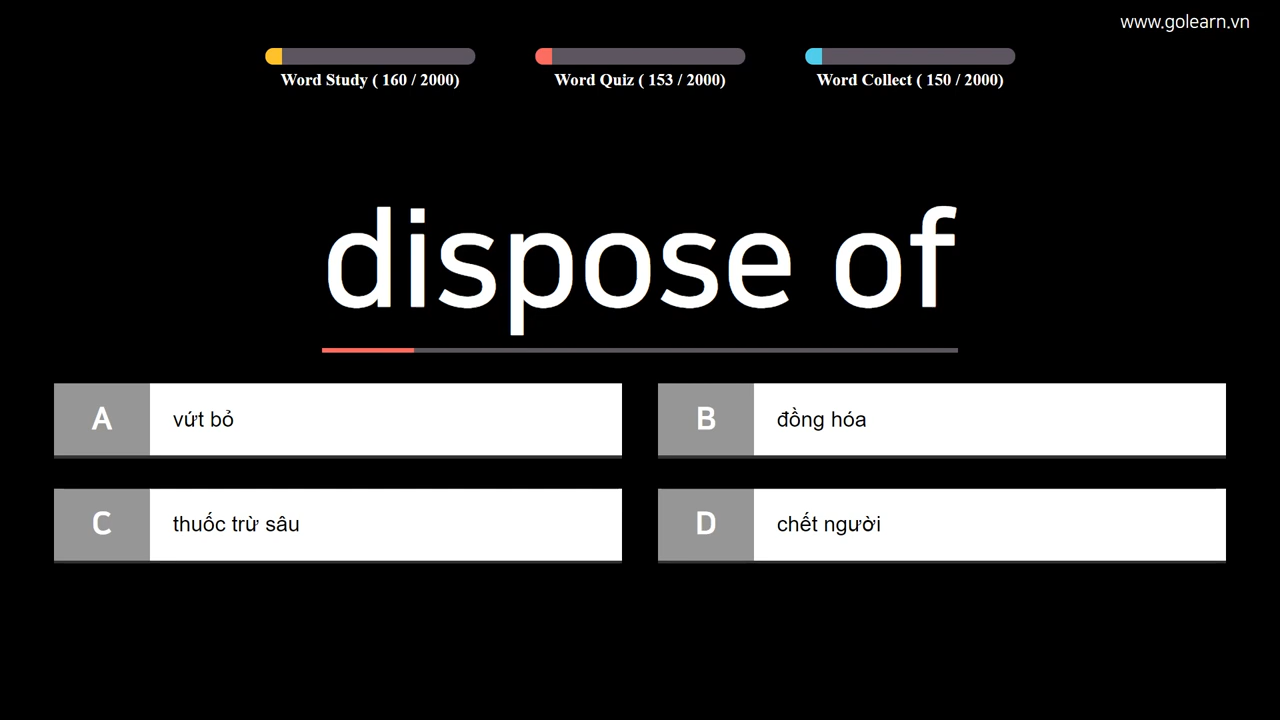 www.golearn.vn
Word Study ( 160 / 2000)
Word Quiz ( 153 / 2000)
Word Collect ( 150 / 2000)
dispose of
A vứt bỏ
B đồng hóa
C thuốc trừ sâu
D chết người